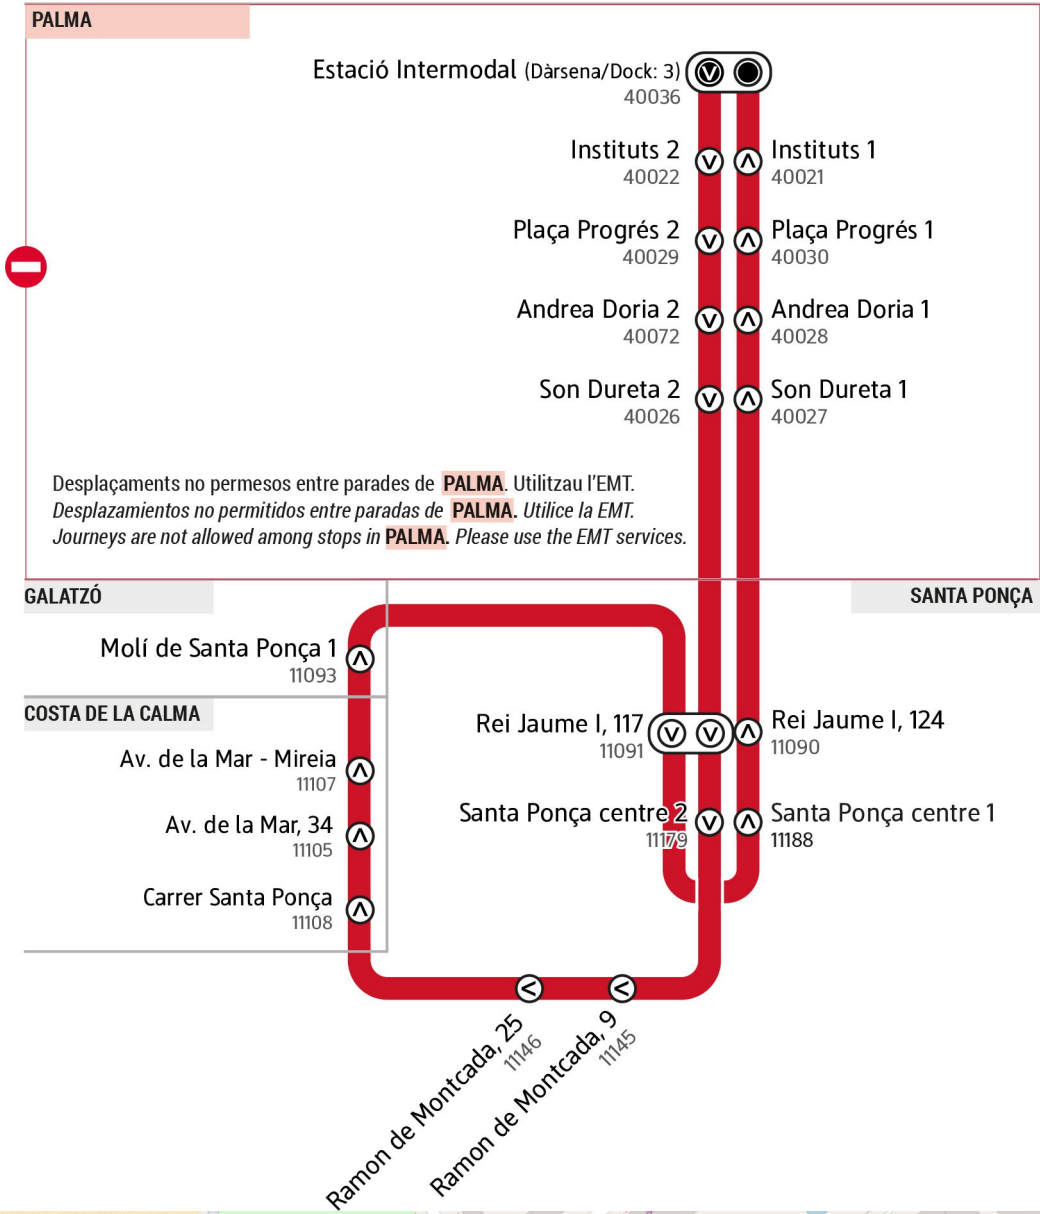 PALMA
Estació Intermodal (Dàrsena/Dock: 3)
40036
Instituts 2
40022
Instituts 1
40021
Plaça Progrés 2
40029
Plaça Progrés 1
40030
Andrea Doria 2
40072
Andrea Doria 1
40028
Son Dureta 2
40026
Son Dureta 1
40027
Desplaçaments no permesos entre parades de PALMA. Utilitzau l'EMT.
Desplazamientos no permitidos entre paradas de PALMA. Utilice la EMT.
Journeys are not allowed among stops in PALMA. Please use the EMT services.
GALATZÓ
SANTA PONÇA
Molí de Santa Ponça 1
11093
COSTA DE LA CALMA
Rei Jaume I, 117
11091
Rei Jaume I, 124
11090
Av. de la Mar - Mireia
11107
Santa Ponça centre 2
11179
Santa Ponça centre 1
11188
Av. de la Mar, 34
11105
Carrer Santa Ponça
11108
Ramon de Montcada, 25
11146
Ramon de Montcada, 9
11145